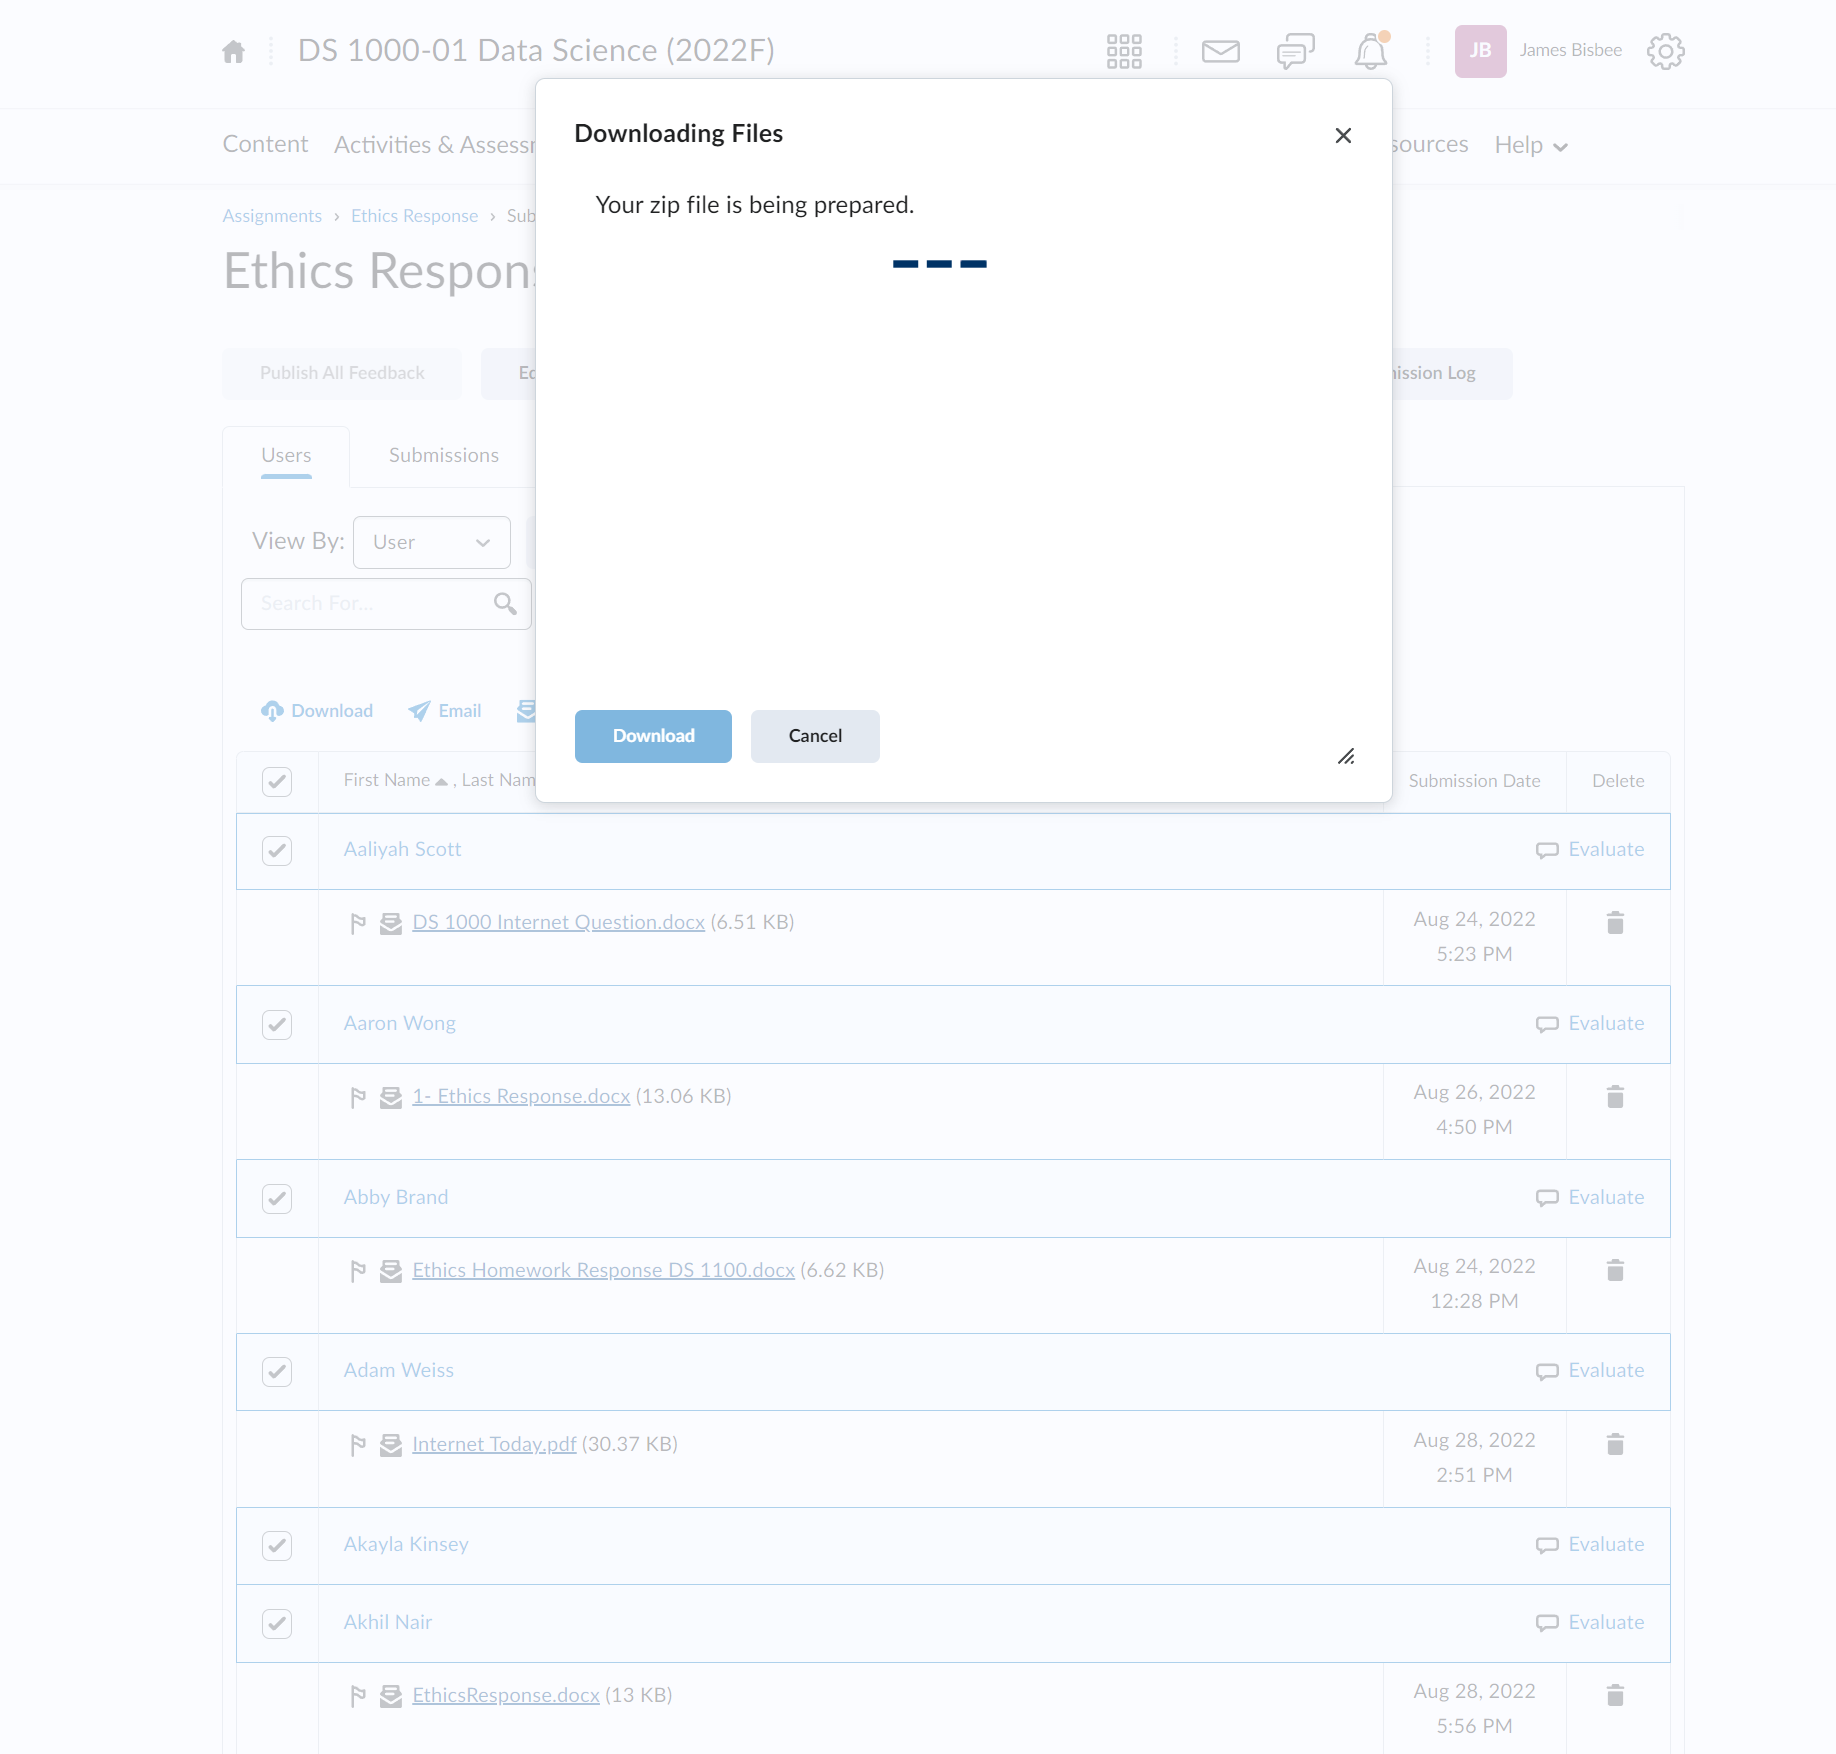 DS 1000-01 Data Science (2022F)
JB
James Bisbee
Content
Activities & Assess
sources
Help
Assignments › Ethics Response › Sub
Ethics Respon
Downloading Files
Your zip file is being prepared.
Download
Cancel
Publish All Feedback
Ed
ission Log
Users
Submissions
View By:
User
Search For...
Download
Email
First Name , Last Nam
Submission Date
Delete
Aaliyah Scott
Evaluate
DS 1000 Internet Question.docx (6.51 KB)
Aug 24, 2022
5:23 PM
Aaron Wong
Evaluate
1- Ethics Response.docx (13.06 KB)
Aug 26, 2022
4:50 PM
Abby Brand
Evaluate
Ethics Homework Response DS 1100.docx (6.62 KB)
Aug 24, 2022
12:28 PM
Adam Weiss
Evaluate
Internet Today.pdf (30.37 KB)
Aug 28, 2022
2:51 PM
Akayla Kinsey
Evaluate
Akhil Nair
Evaluate
EthicsResponse.docx (13 KB)
Aug 28, 2022
5:56 PM